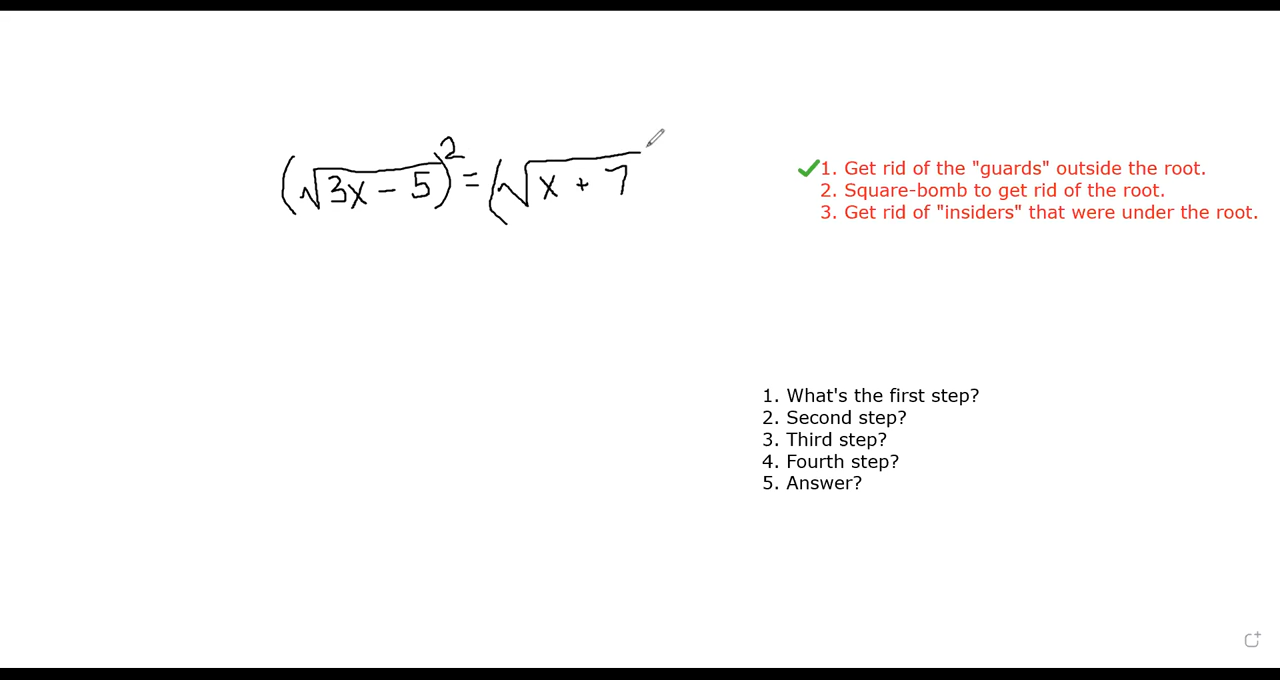 (√3x - 5)² = (√x + 7
✓1. Get rid of the "guards" outside the root.
2. Square-bomb to get rid of the root.
3. Get rid of "insiders" that were under the root.
1. What's the first step?
2. Second step?
3. Third step?
4. Fourth step?
5. Answer?